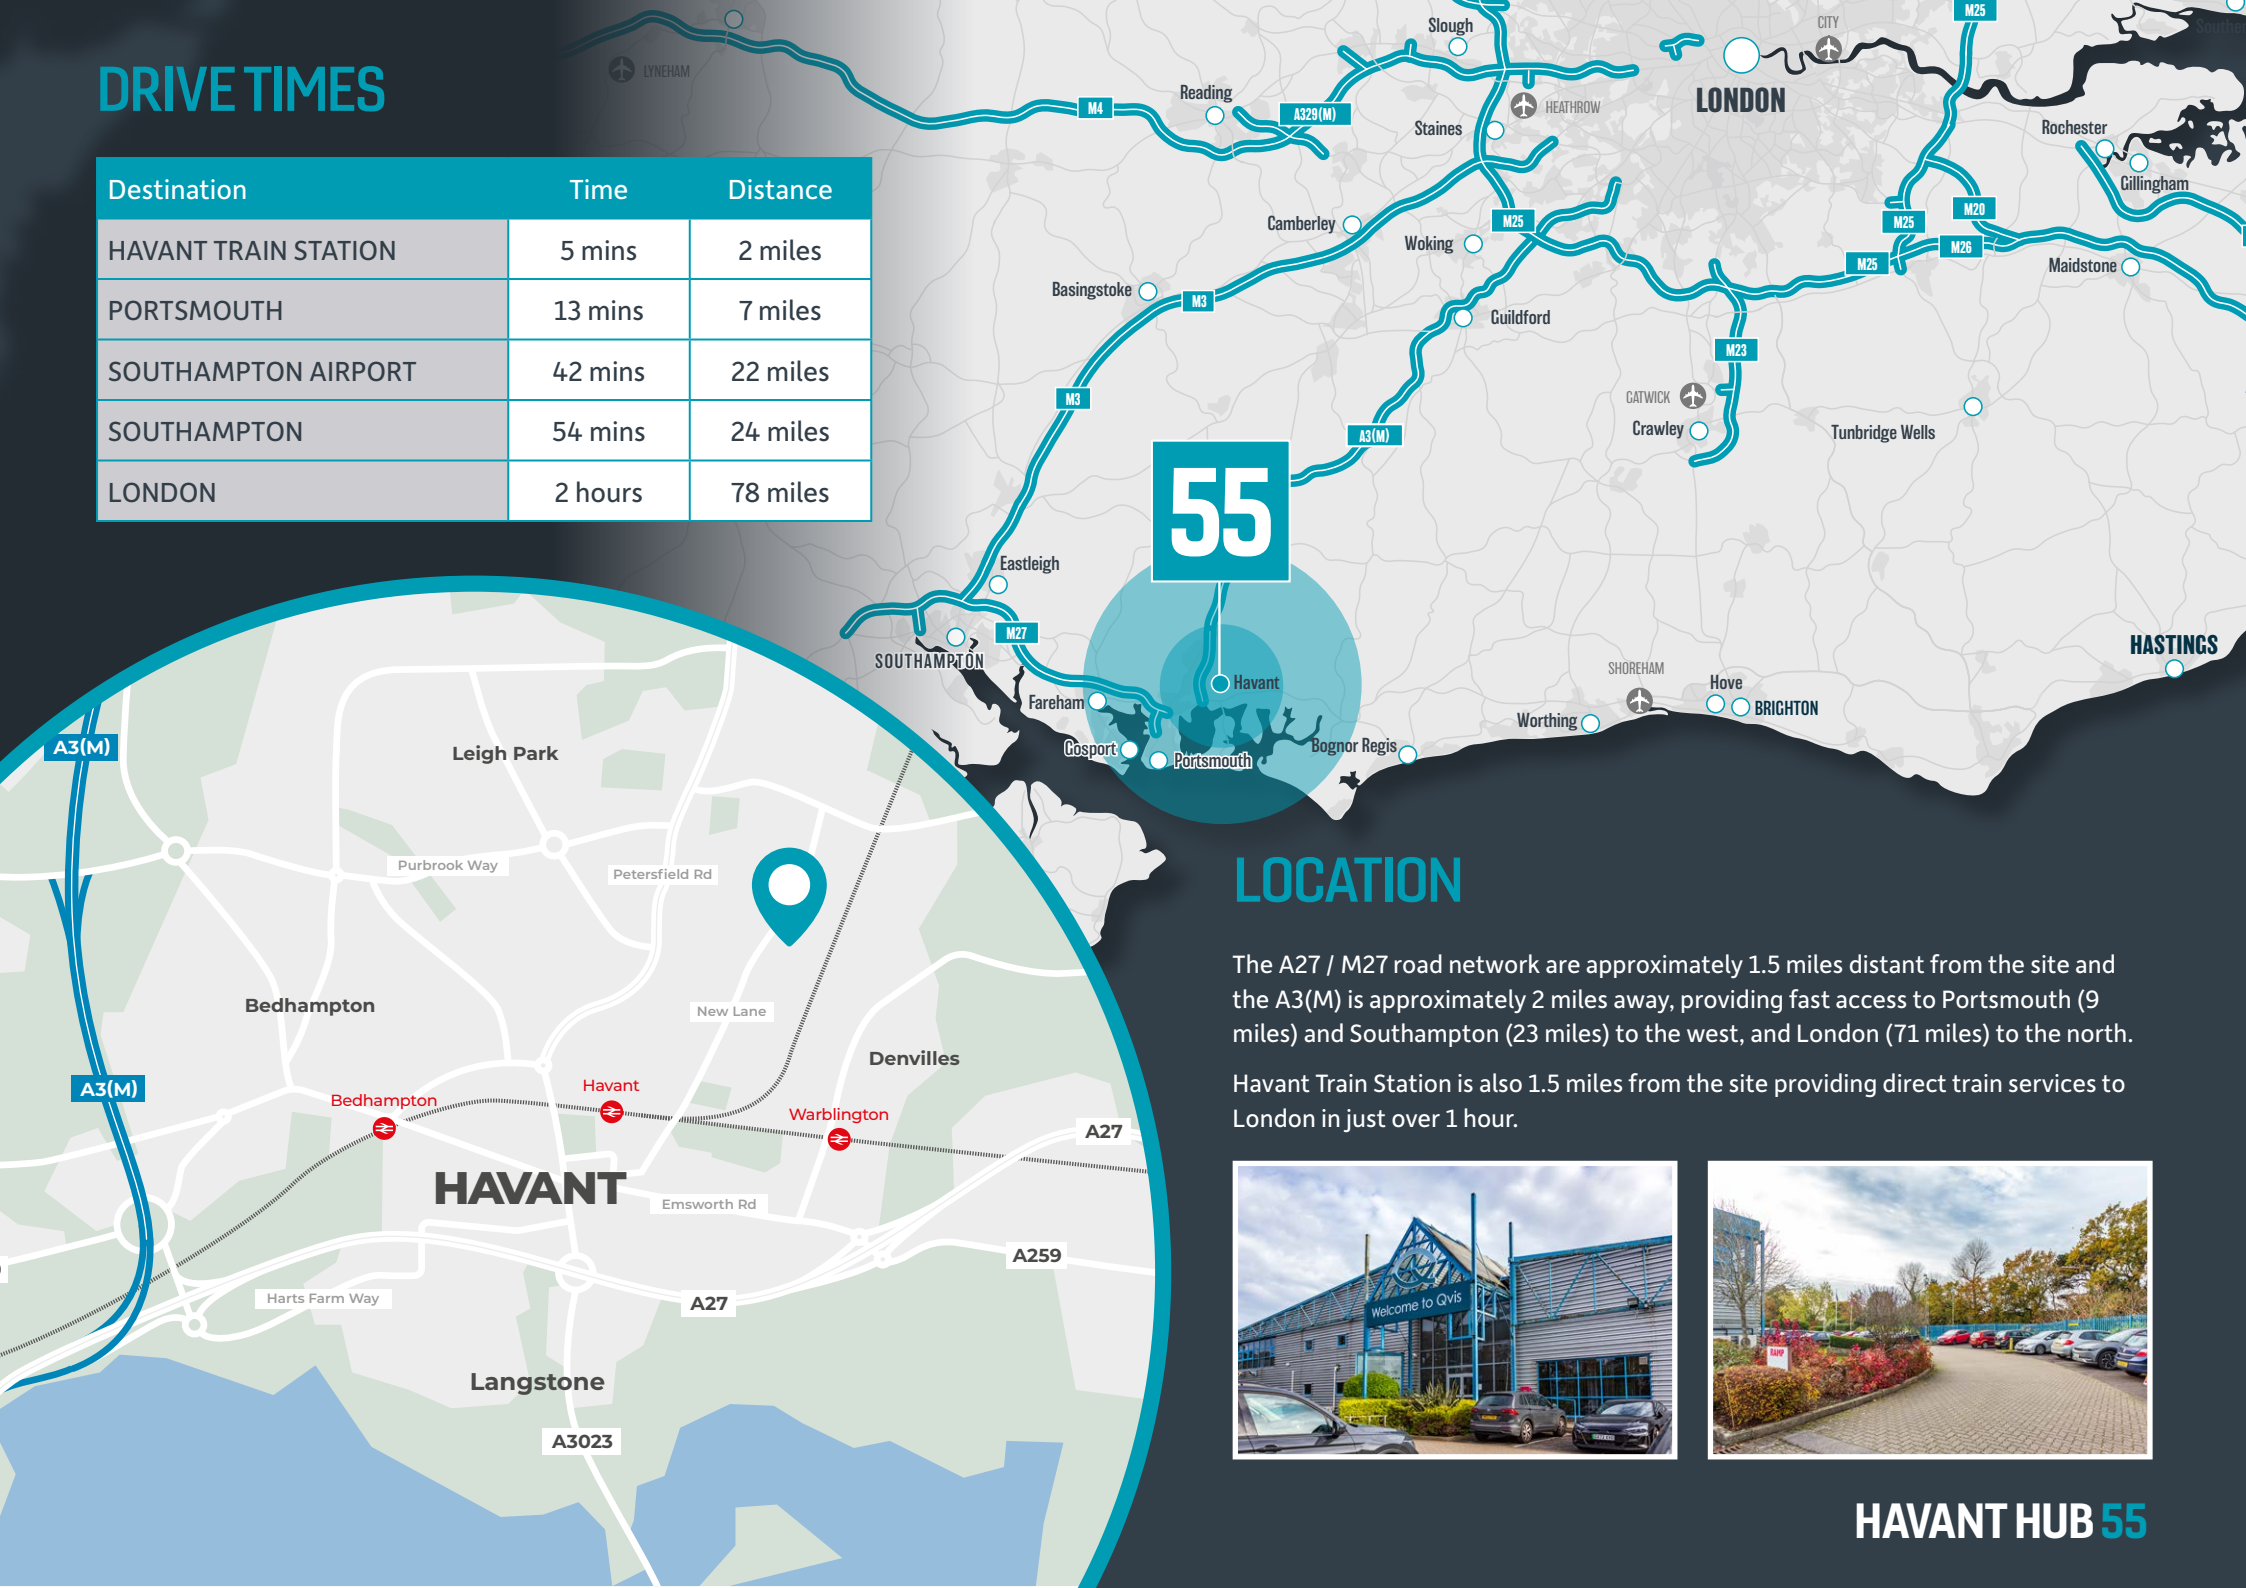 DRIVE TIMES
Destination Time Distance
HAVANT TRAIN STATION 5 mins 2 miles
PORTSMOUTH 13 mins 7 miles
SOUTHAMPTON AIRPORT 42 mins 22 miles
SOUTHAMPTON 54 mins 24 miles
LONDON 2 hours 78 miles
LYNEHAM
M4
Reading
A329(M)
Slough
HEATHROW
Staines
CITY
LONDON
M25
Rochester
Gillingham
Camberley
Woking
M25
M25
M20
M26
M25
Maidstone
Basingstoke
M3
Guildford
M23
M3
GATWICK
Crawley
A3(M)
Tunbridge Wells
55
Eastleigh
M27
SOUTHAMPTON
Fareham
Havant
Gosport
Portsmouth
Bognor Regis
Worthing
SHOREHAM
Hove
BRIGHTON
HASTINGS
A3(M)
Leigh Park
Purbrook Way
Petersfield Rd
Bedhampton
New Lane
Denvilles
A3(M)
Bedhampton
Havant
Warblington
A27
HAVANT
Emsworth Rd
A259
Harts Farm Way
A27
Langstone
A3023
LOCATION
The A27 / M27 road network are approximately 1.5 miles distant from the site and
the A3(M) is approximately 2 miles away, providing fast access to Portsmouth (9
miles) and Southampton (23 miles) to the west, and London (71 miles) to the north.
Havant Train Station is also 1.5 miles from the site providing direct train services to
London in just over 1 hour.
Welcome to Qvis
RAMP
HAVANT HUB 55